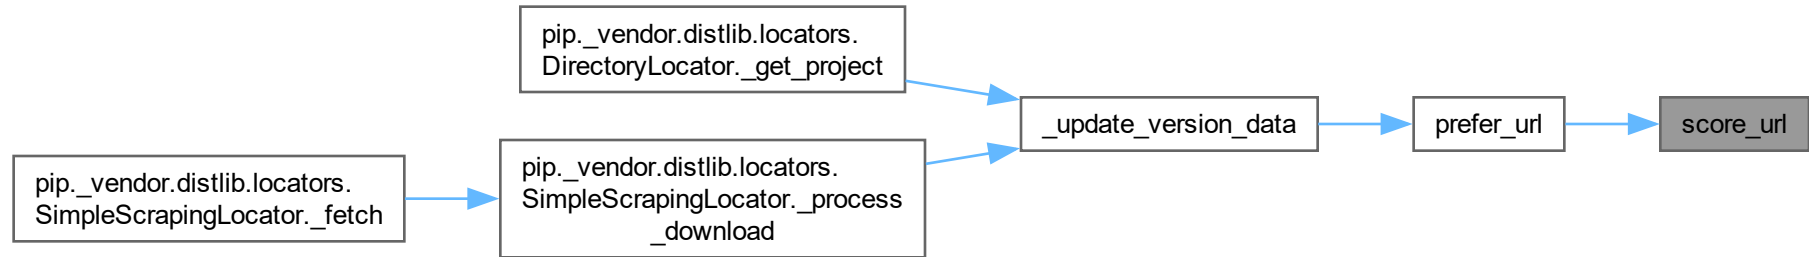 pip._vendor.distlib.locators.
DirectoryLocator._get_project
_update_version_data
prefer_url
score_url
pip._vendor.distlib.locators.
SimpleScrapingLocator._process
_download
pip._vendor.distlib.locators.
SimpleScrapingLocator._fetch